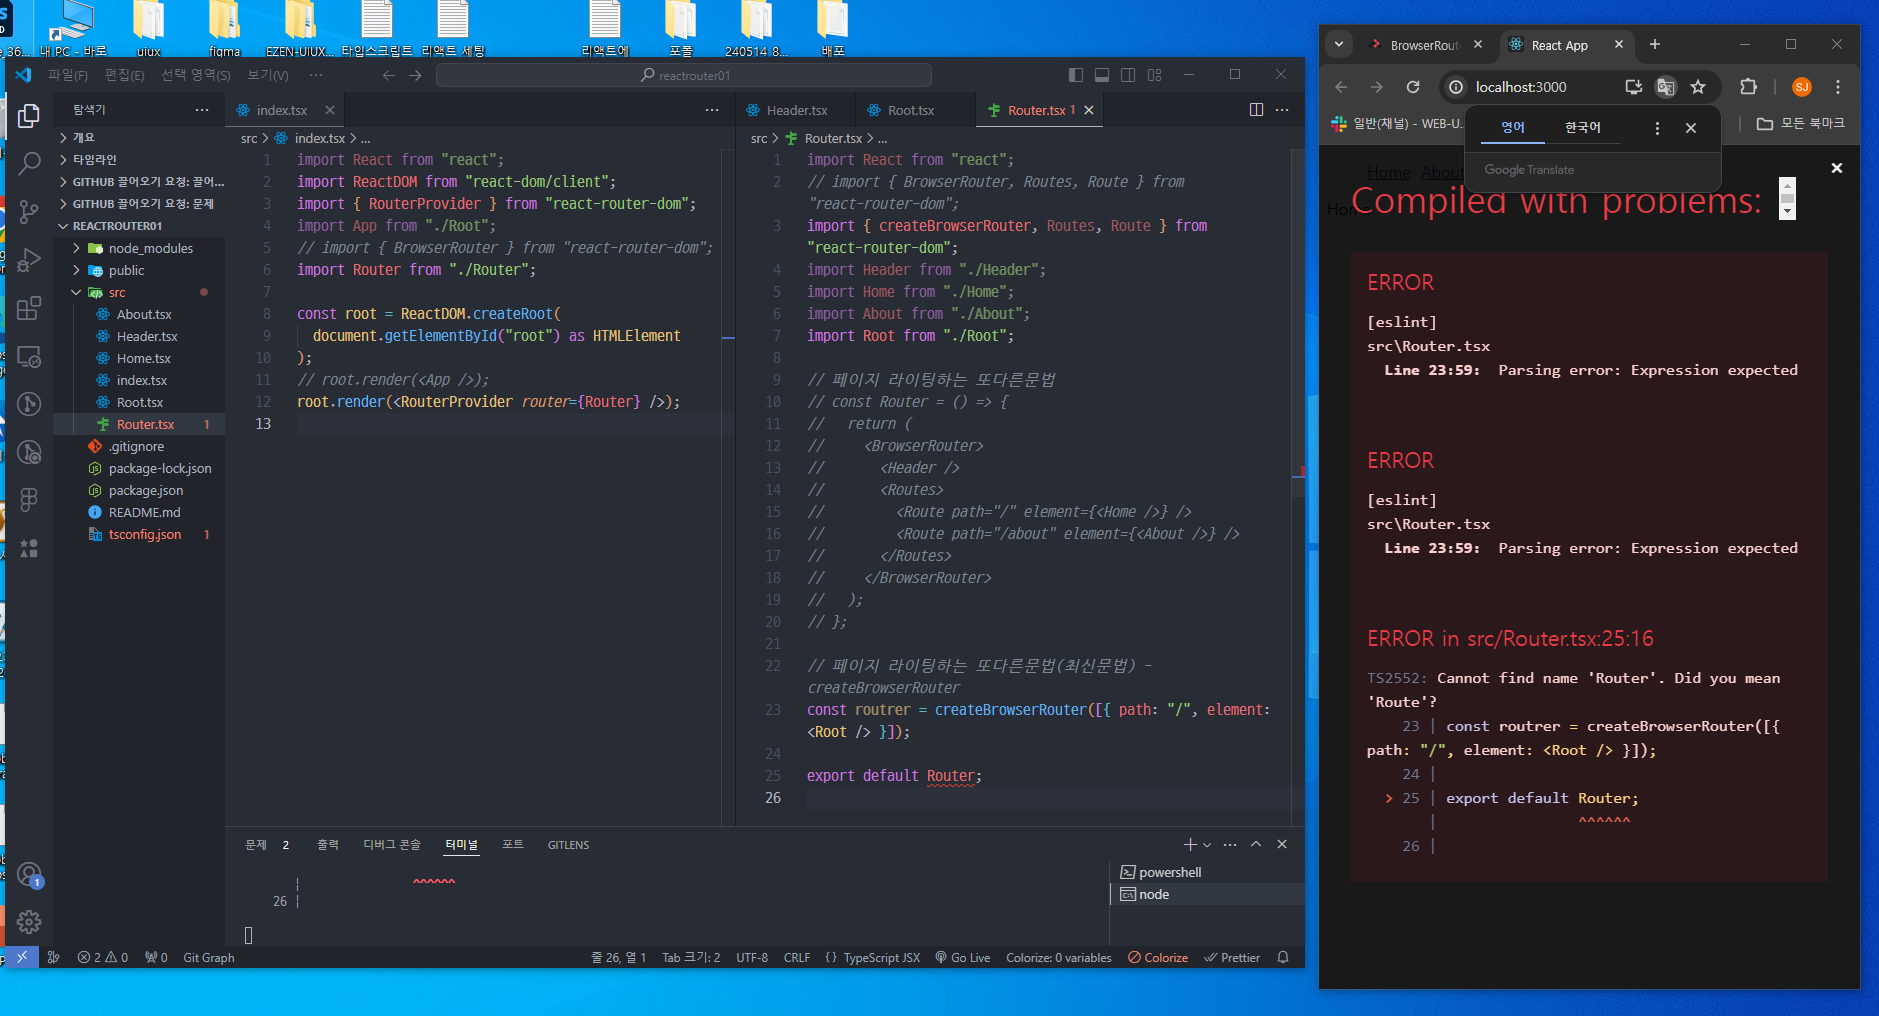 내 PC - 바로
uiux
figma
EZEN-UIUX...
타입스크립트
리액트 세팅
리액트에
포폴
240514_8...
배포
파일(F)
편집(E)
선택 영역(S)
보기(V)
reactrouter01
탐색기
개요
타임라인
GITHUB 끌어오기 요청: 끌어...
GITHUB 끌어오기 요청: 문제
REACTROUTER01
node_modules
public
src
About.tsx
Header.tsx
Home.tsx
index.tsx
Root.tsx
Router.tsx 1
.gitignore
package-lock.json
package.json
README.md
tsconfig.json 1
index.tsx
src > index.tsx > ...
1 import React from "react";
2 import ReactDOM from "react-dom/client";
3 import { RouterProvider } from "react-router-dom";
4 import App from "./Root";
5 // import { BrowserRouter } from "react-router-dom";
6 import Router from "./Router";
7
8 const root = ReactDOM.createRoot(
9 document.getElementById("root") as HTMLElement
10 );
11 // root.render(<App />);
12 root.render(<RouterProvider router={Router} />);
13
Header.tsx
Root.tsx
Router.tsx 1
src > Router.tsx > ...
1 import React from "react";
2 // import { BrowserRouter, Routes, Route } from
"react-router-dom";
3 import { createBrowserRouter, Routes, Route } from
"react-router-dom";
4 import Header from "./Header";
5 import Home from "./Home";
6 import About from "./About";
7 import Root from "./Root";
8
9 // 페이지 라이팅하는 또다른문법
10 // const Router = () => {
11 // return (
12 // <BrowserRouter>
13 // <Header />
14 // <Routes>
15 // <Route path="/" element={<Home />} />
16 // <Route path="/about" element={<About />} />
17 // </Routes>
18 // </BrowserRouter>
19 // );
20 // };
21
22 // 페이지 라이팅하는 또다른문법(최신문법) -
createBrowserRouter
23 const routrer = createBrowserRouter([{ path: "/", element:
<Root /> }]);
24
25 export default Router;
26
문제 2
출력
디버그 콘솔
터미널
포트
GITLENS
^^^^^^
26
powershell
node
1
2 0
0
Git Graph
줄 26, 열 1
Tab 크기: 2
UTF-8
CRLF
{ } TypeScript JSX
Go Live
Colorize: 0 variables
Colorize
Prettier
BrowserRout
React App
localhost:3000
SJ
일반(채널) - WEB-U...
모든 북마크
영어
한국어
Google Translate
Home About
Home
Compiled with problems:
ERROR
[eslint]
src\Router.tsx
Line 23:59: Parsing error: Expression expected
ERROR
[eslint]
src\Router.tsx
Line 23:59: Parsing error: Expression expected
ERROR in src/Router.tsx:25:16
TS2552: Cannot find name 'Router'. Did you mean
'Route'?
23 | const routrer = createBrowserRouter([{
path: "/", element: <Root /> }]);
24 |
> 25 | export default Router;
| ^^^^^^
26 |